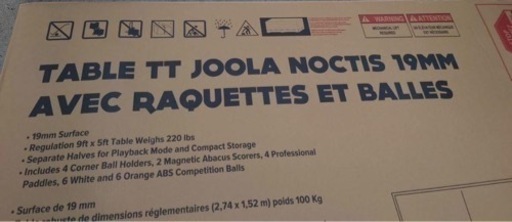 WARNING ATTENTION
TABLE TT JOOLA NOCTIS 19MM
AVEC RAQUETTES ET BALLES
• 19mm Surface
• Regulation 9ft x 5ft Table Weighs 220 lbs
• Separate Halves for Playback Mode and Compact Storage
• Includes 4 Corner Ball Holders, 2 Magnetic Abacus Scorers, 4 Professional
Paddles, 6 White and 6 Orange ABS Competition Balls
• Surface de 19 mm
de dimensions réglementaires (2,74 x 1,52 m) poids 100 Kg